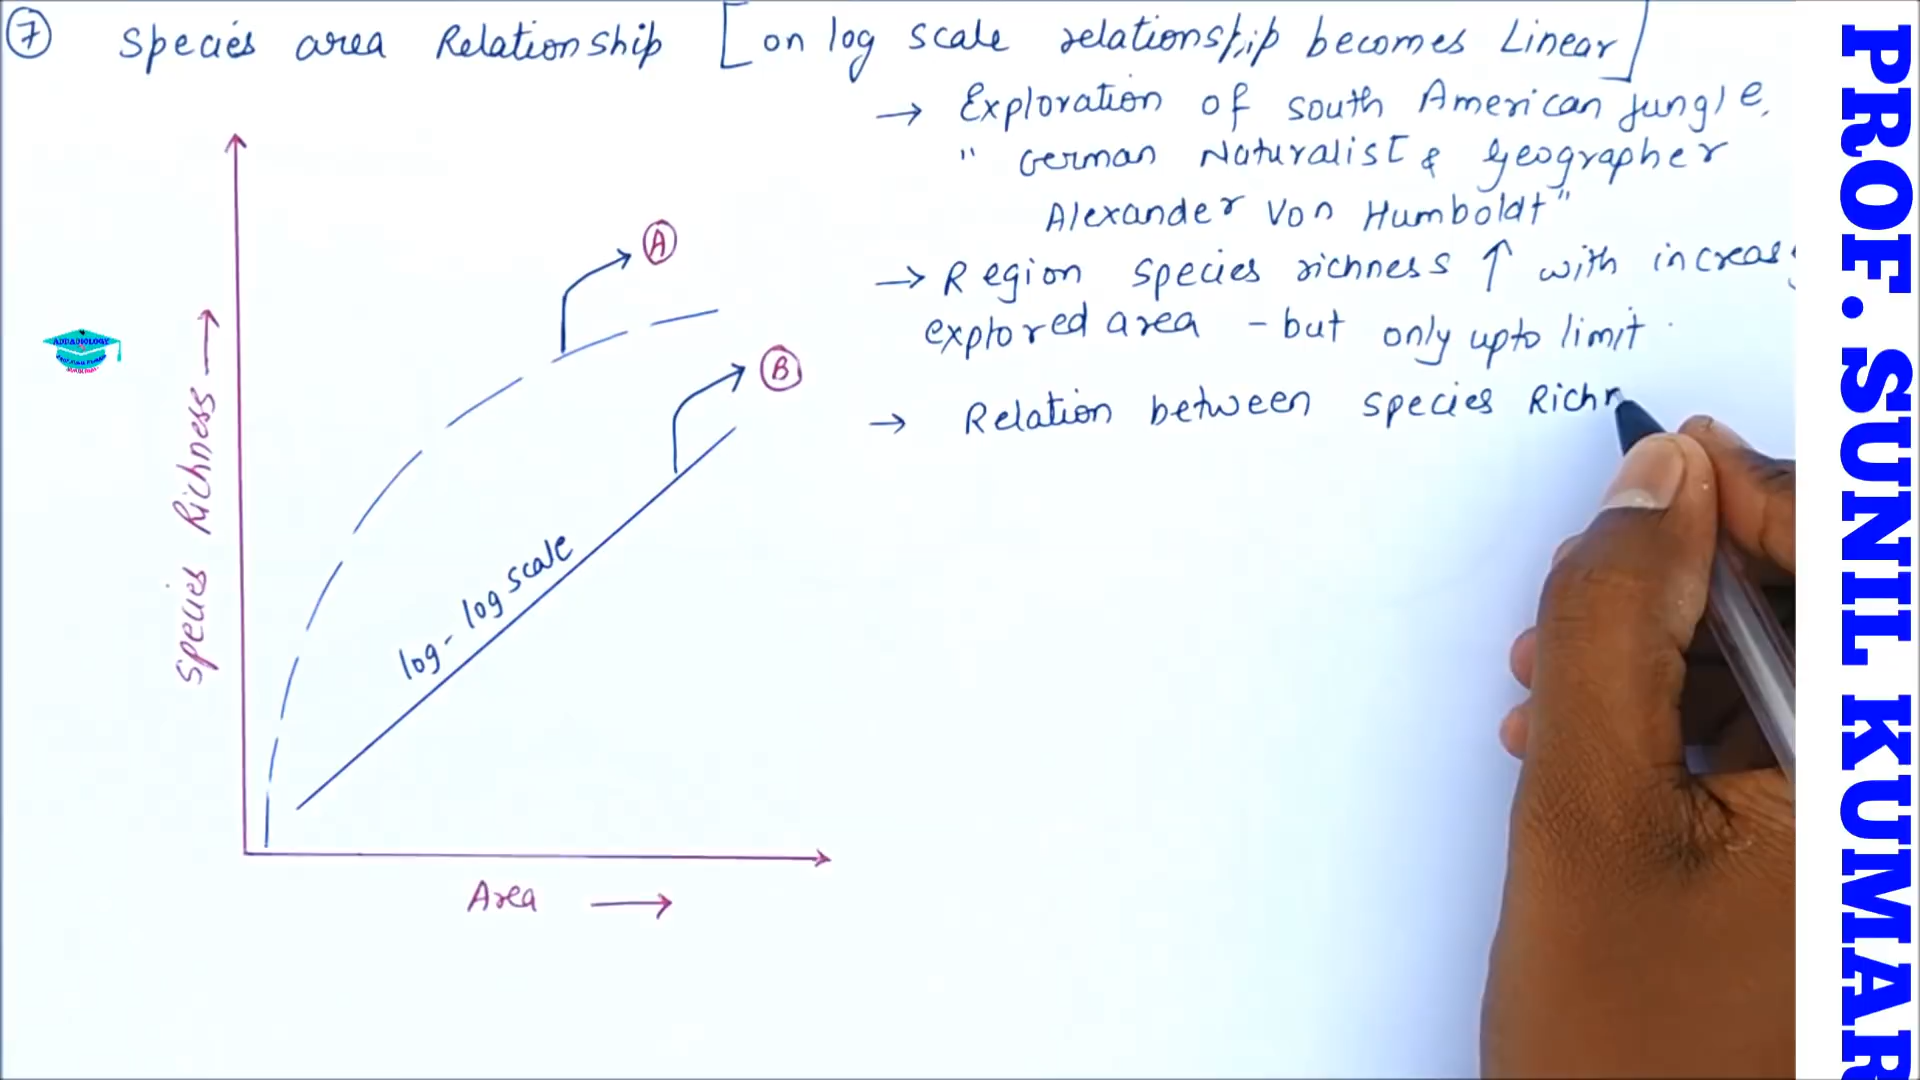 7 Species area Relationship [on log scale relationship becomes Linear]
→ Exploration of south American jungle.
" German Naturalist & Geographer
Alexander Von Humboldt"
→ Region species richness ↑ with increas
explored area - but only upto limit.
→ Relation between species Richn
A
B
log-log scale
Species Richness →
Area →
ADDADIOLOGY
PROF. SUNIL KUMAR